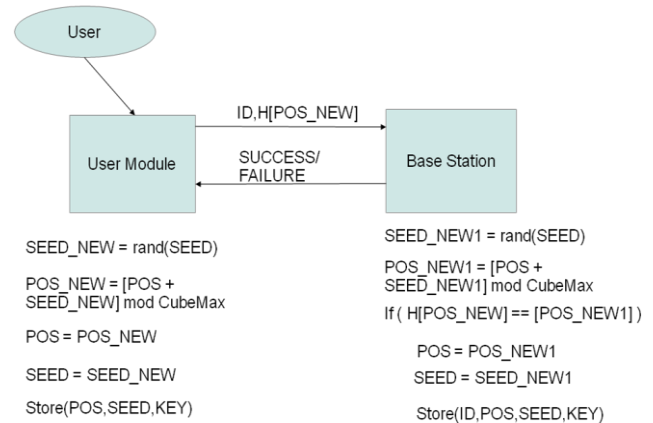 User
ID,H[POS_NEW]
User Module
SUCCESS/
FAILURE
Base Station
SEED_NEW = rand(SEED)
POS_NEW = [POS +
SEED_NEW] mod CubeMax
POS = POS_NEW
SEED = SEED_NEW
Store(POS,SEED,KEY)
SEED_NEW1 = rand(SEED)
POS_NEW1 = [POS +
SEED_NEW1] mod CubeMax
If ( H[POS_NEW] == [POS_NEW1] )
POS = POS_NEW1
SEED = SEED_NEW1
Store(ID,POS,SEED,KEY)